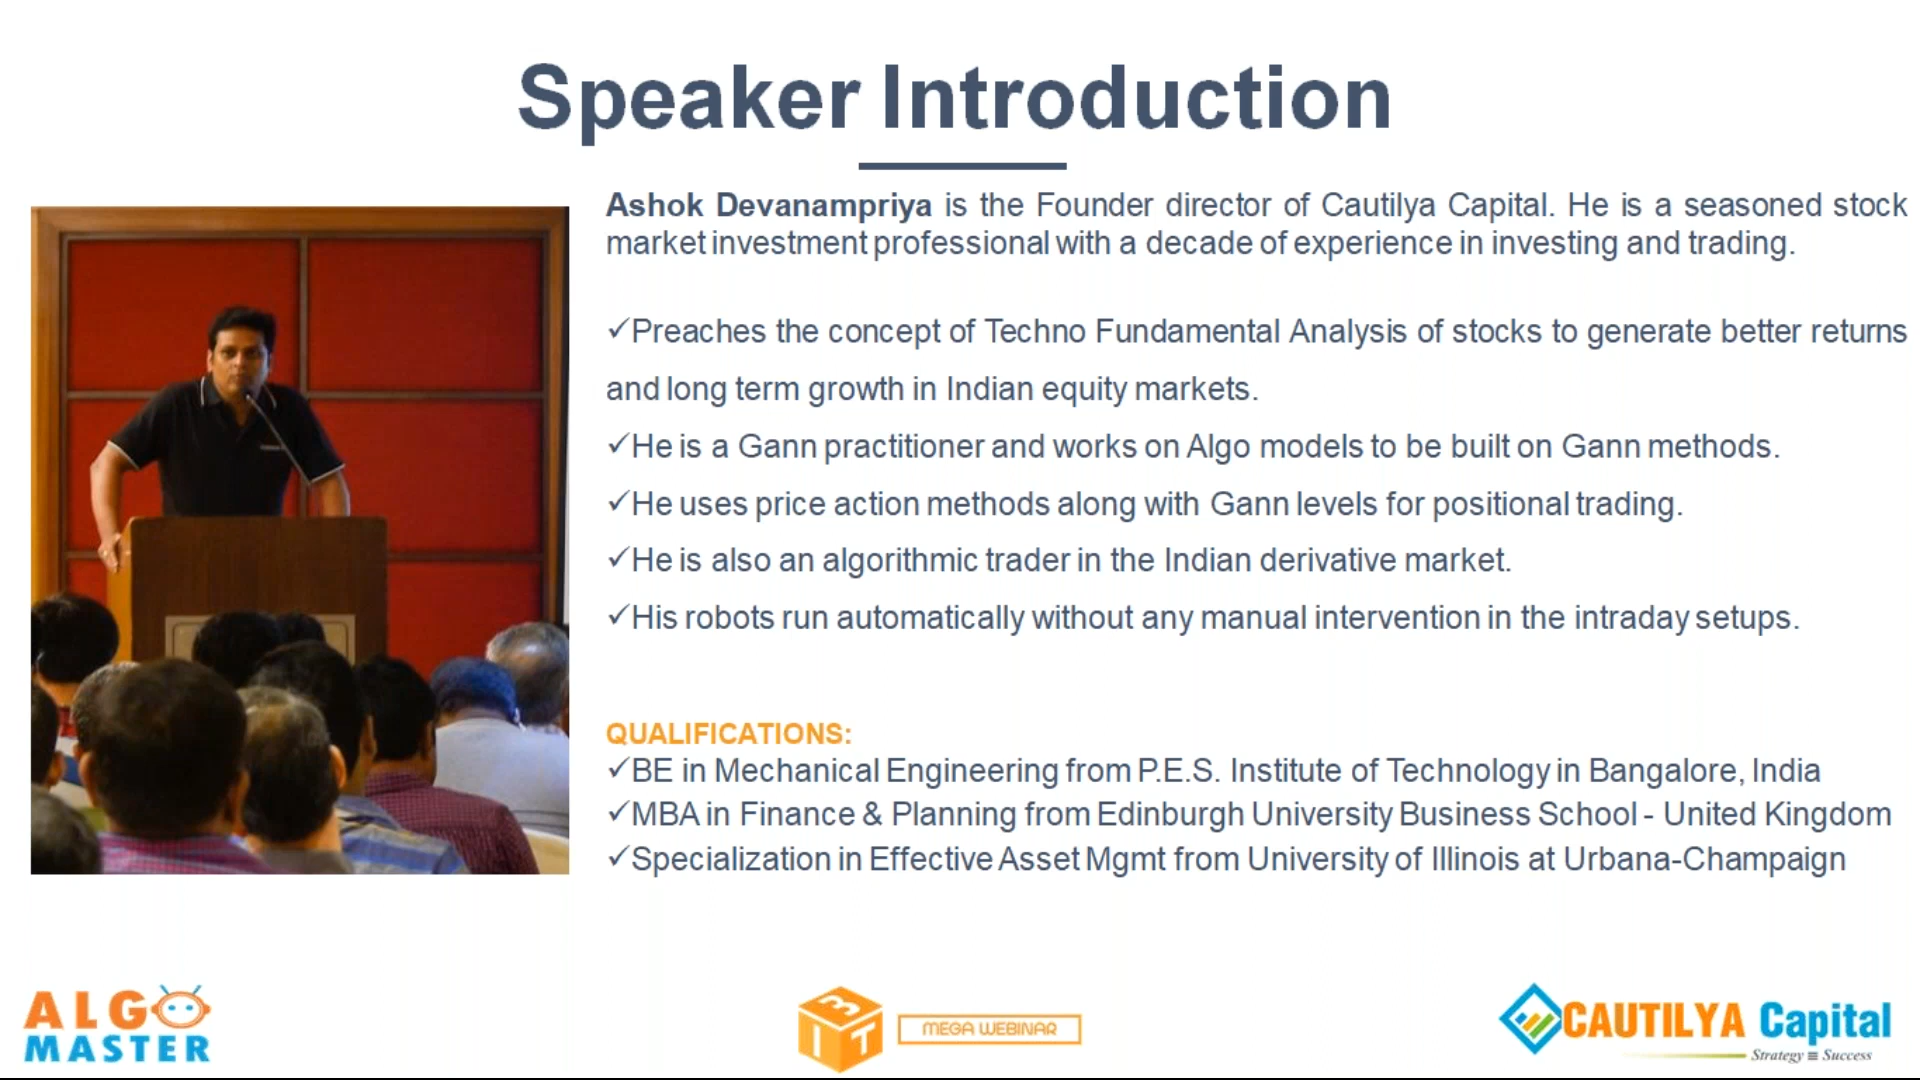 Speaker Introduction
Ashok Devanampriya is the Founder director of Cautilya Capital. He is a seasoned stock
market investment professional with a decade of experience in investing and trading.
✓Preaches the concept of Techno Fundamental Analysis of stocks to generate better returns
and long term growth in Indian equity markets.
✓He is a Gann practitioner and works on Algo models to be built on Gann methods.
✓He uses price action methods along with Gann levels for positional trading.
✓He is also an algorithmic trader in the Indian derivative market.
✓His robots run automatically without any manual intervention in the intraday setups.
QUALIFICATIONS:
✓BE in Mechanical Engineering from P.E.S. Institute of Technology in Bangalore, India
✓MBA in Finance & Planning from Edinburgh University Business School - United Kingdom
✓Specialization in Effective Asset Mgmt from University of Illinois at Urbana-Champaign
ALGO
MASTER
3
IT
MEGA WEBINAR
CAUTILYA Capital
Strategy ≡ Success